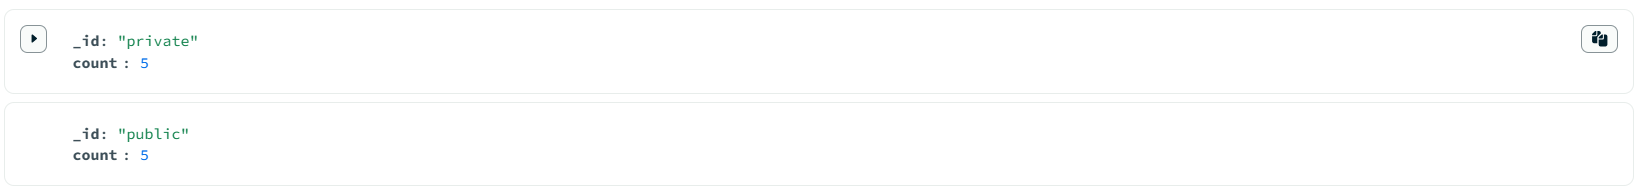 _id: "private"
count : 5
_id: "public"
count : 5